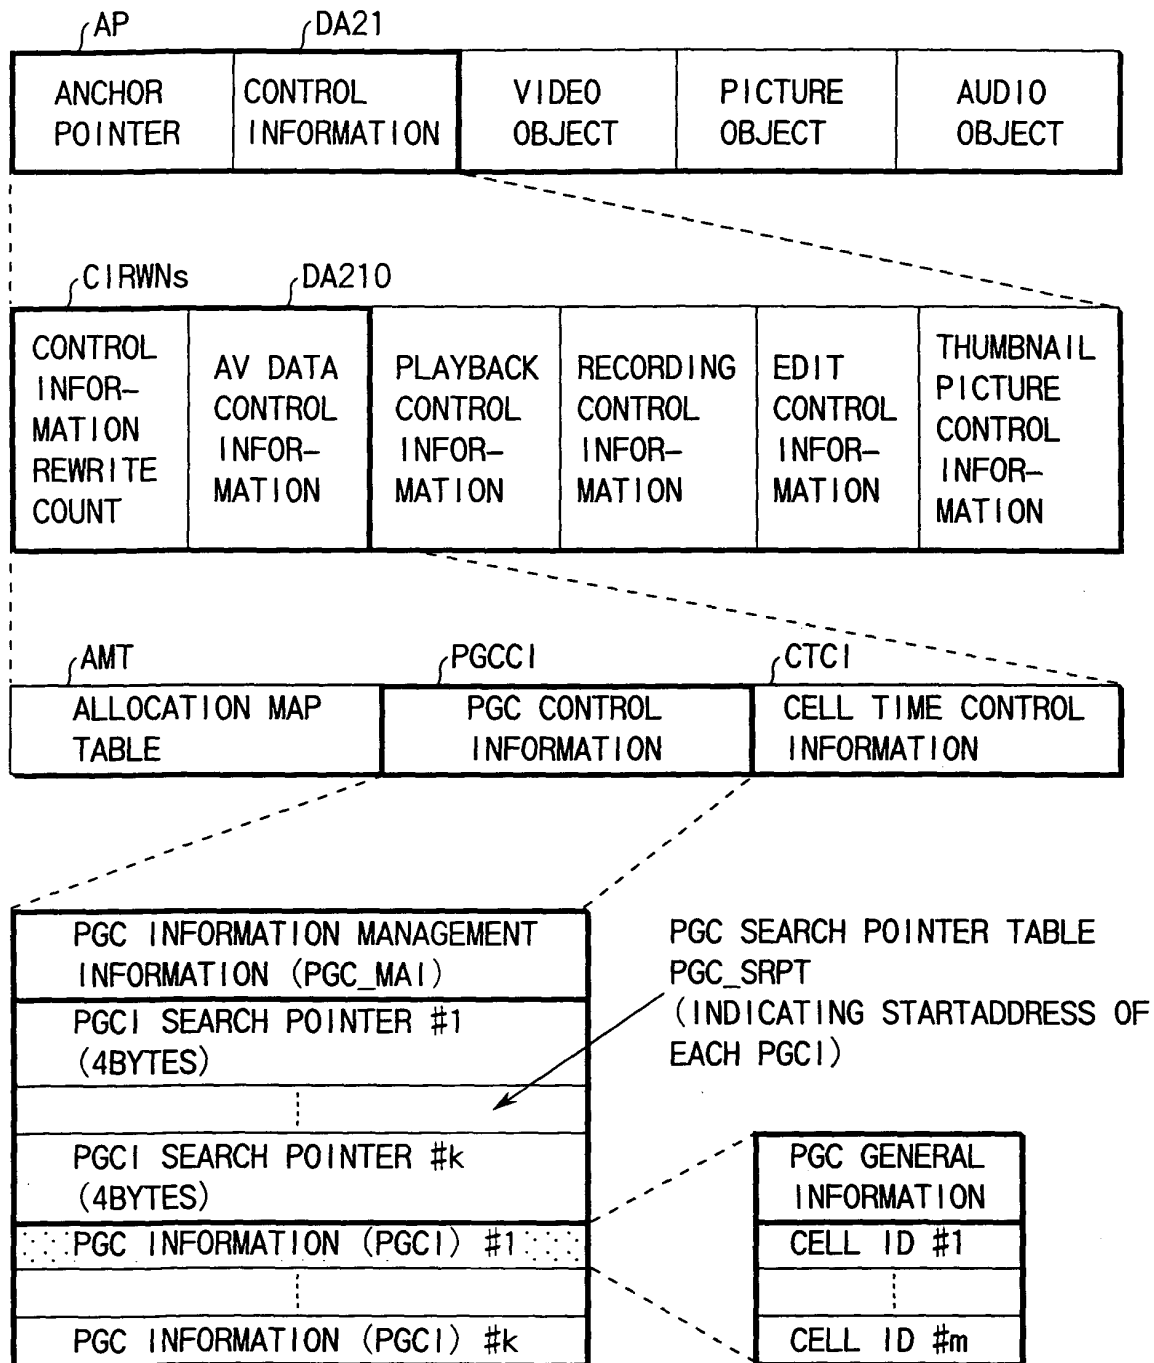 AP
DA21
ANCHOR
POINTER
CONTROL
INFORMATION
VIDEO
OBJECT
PICTURE
OBJECT
AUDIO
OBJECT
CIRWNs
DA210
CONTROL
INFOR-
MATION
REWRITE
COUNT
AV DATA
CONTROL
INFOR-
MATION
PLAYBACK
CONTROL
INFOR-
MATION
RECORDING
CONTROL
INFOR-
MATION
EDIT
CONTROL
INFOR-
MATION
THUMBNAIL
PICTURE
CONTROL
INFOR-
MATION
AMT
PGCCI
CTCI
ALLOCATION MAP
TABLE
PGC CONTROL
INFORMATION
CELL TIME CONTROL
INFORMATION
PGC INFORMATION MANAGEMENT
INFORMATION (PGC_MAI)
PGCI SEARCH POINTER #1
(4BYTES)
PGCI SEARCH POINTER #k
(4BYTES)
PGC INFORMATION (PGCI) #1
PGC INFORMATION (PGCI) #k
PGC SEARCH POINTER TABLE
PGC_SRPT
(INDICATING STARTADDRESS OF
EACH PGCI)
PGC GENERAL
INFORMATION
CELL ID #1
CELL ID #m